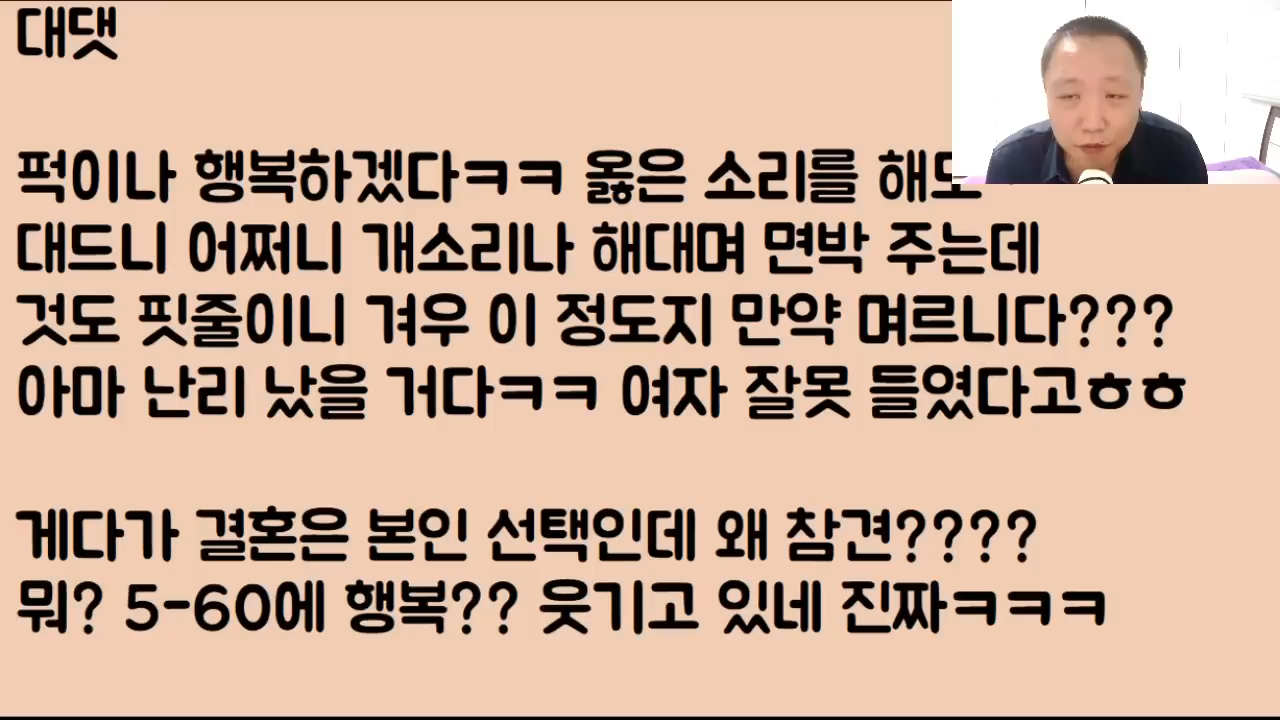 대댓
퍽이나 행복하겠다ㅋㅋ 옳은 소리를 해도
대드니 어쩌니 개소리나 해대며 면박 주는데
것도 핏줄이니 겨우 이 정도지 만약 며르니다???
아마 난리 났을 거다ㅋㅋ 여자 잘못 들였다고ㅎㅎ
게다가 결혼은 본인 선택인데 왜 참견????
뭐? 5-60에 행복?? 웃기고 있네 진짜ㅋㅋㅋ